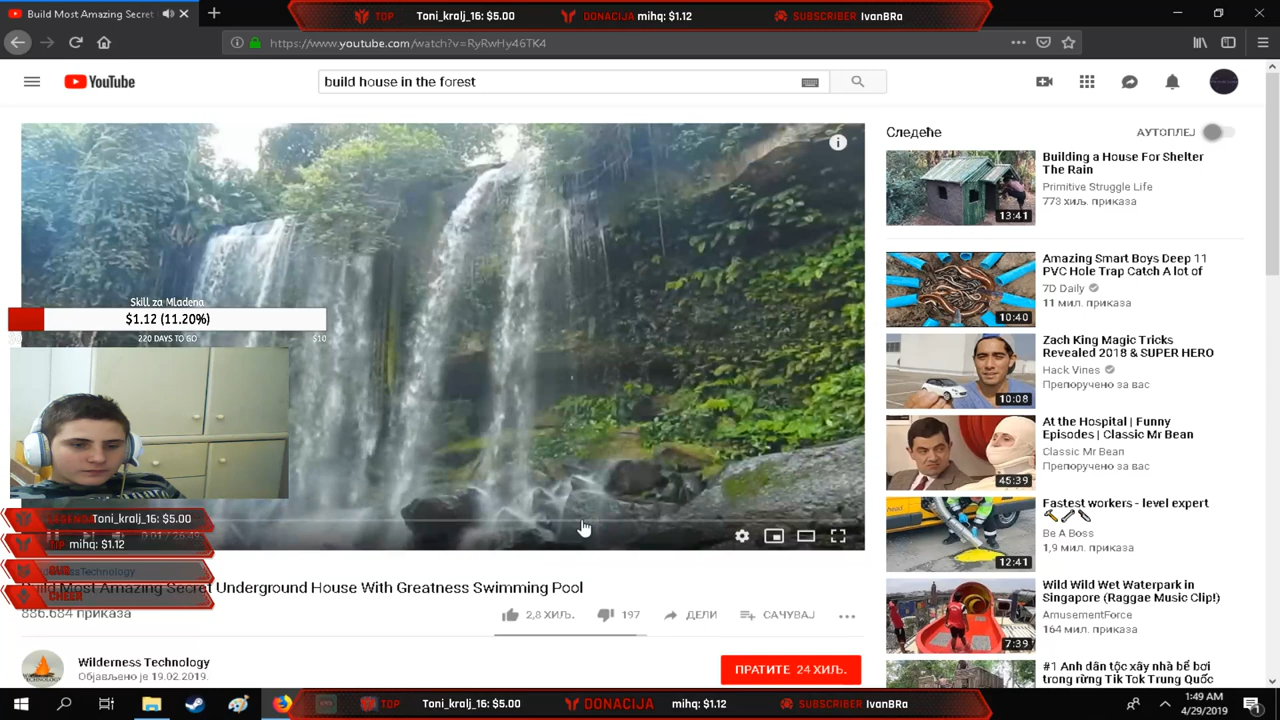 Build Most Amazing Secret
TOP Toni_kralj_16: $5.00 DONACIJA mihq: $1.12 SUBSCRIBER IvanBRa
https://www.youtube.com/watch?v=RyRwHy46TK4
YouTube
build house in the forest
Следеће
АУТОПЛЕЈ
Building a House For Shelter
The Rain
Primitive Struggle Life
773 хиљ. приказа
13:41
Amazing Smart Boys Deep 11
PVC Hole Trap Catch A lot of
7D Daily
11 мил. приказа
10:40
Zach King Magic Tricks
Revealed 2018 & SUPER HERO
Hack Vines
Препоручено за вас
10:08
At the Hospital | Funny
Episodes | Classic Mr Bean
Classic Mr Bean
Препоручено за вас
45:39
Fastest workers - level expert
Be A Boss
1,9 мил. приказа
12:41
Wild Wild Wet Waterpark in
Singapore (Raggae Music Clip!)
AmusementForce
164 мил. приказа
7:39
#1 Anh dân tộc xây nhà bể bơi
trong rừng Tik Tok Trung Quốc
Skill za Mladena
$1.12 (11.20%)
220 DAYS TO GO
$10
Toni_kralj_16: $5.00
0:01 / 26:49
TIP mihq: $1.12
SUB
CHEER
Build Most Amazing Secret Underground House With Greatness Swimming Pool
886.684 приказа
2,8 ХИЉ. 197 ДЕЛИ САЧУВАЈ
Wilderness Technology
Објављено је 19.02.2019.
ПРАТИТЕ 24 ХИЉ.
TOP Toni_kralj_16: $5.00 DONACIJA mihq: $1.12 SUBSCRIBER IvanBRa
1:49 AM
4/29/2019
1